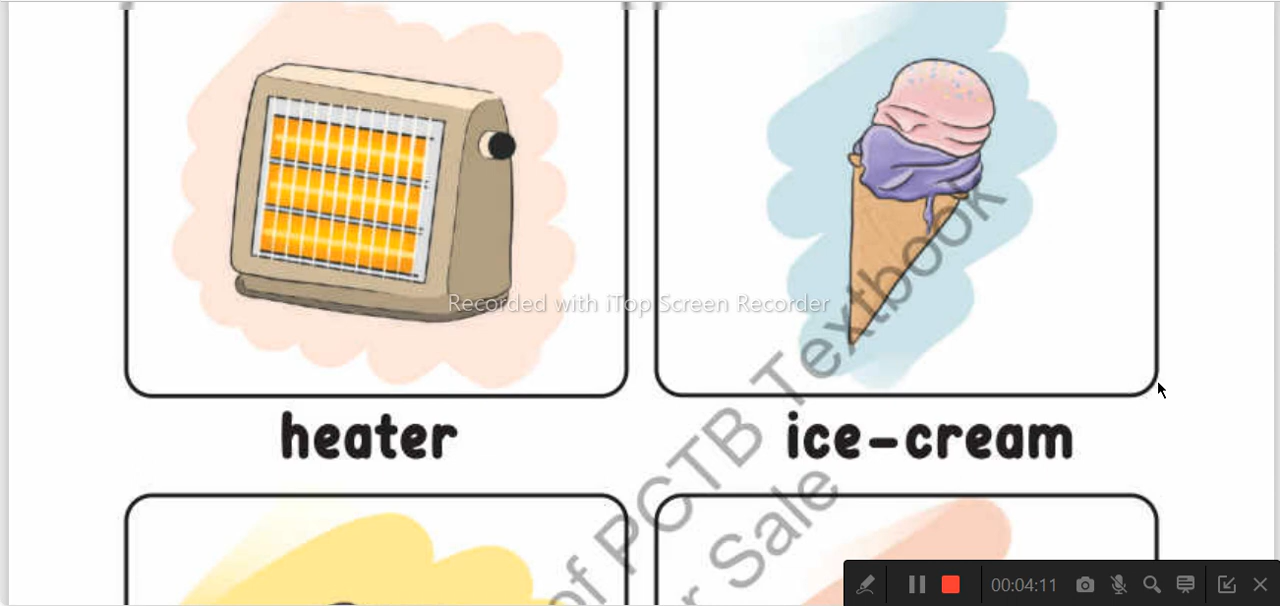 Recorded with iTop Screen Recorder
heater
ice-cream
of PCTB Textbook
r Sale
00:04:11